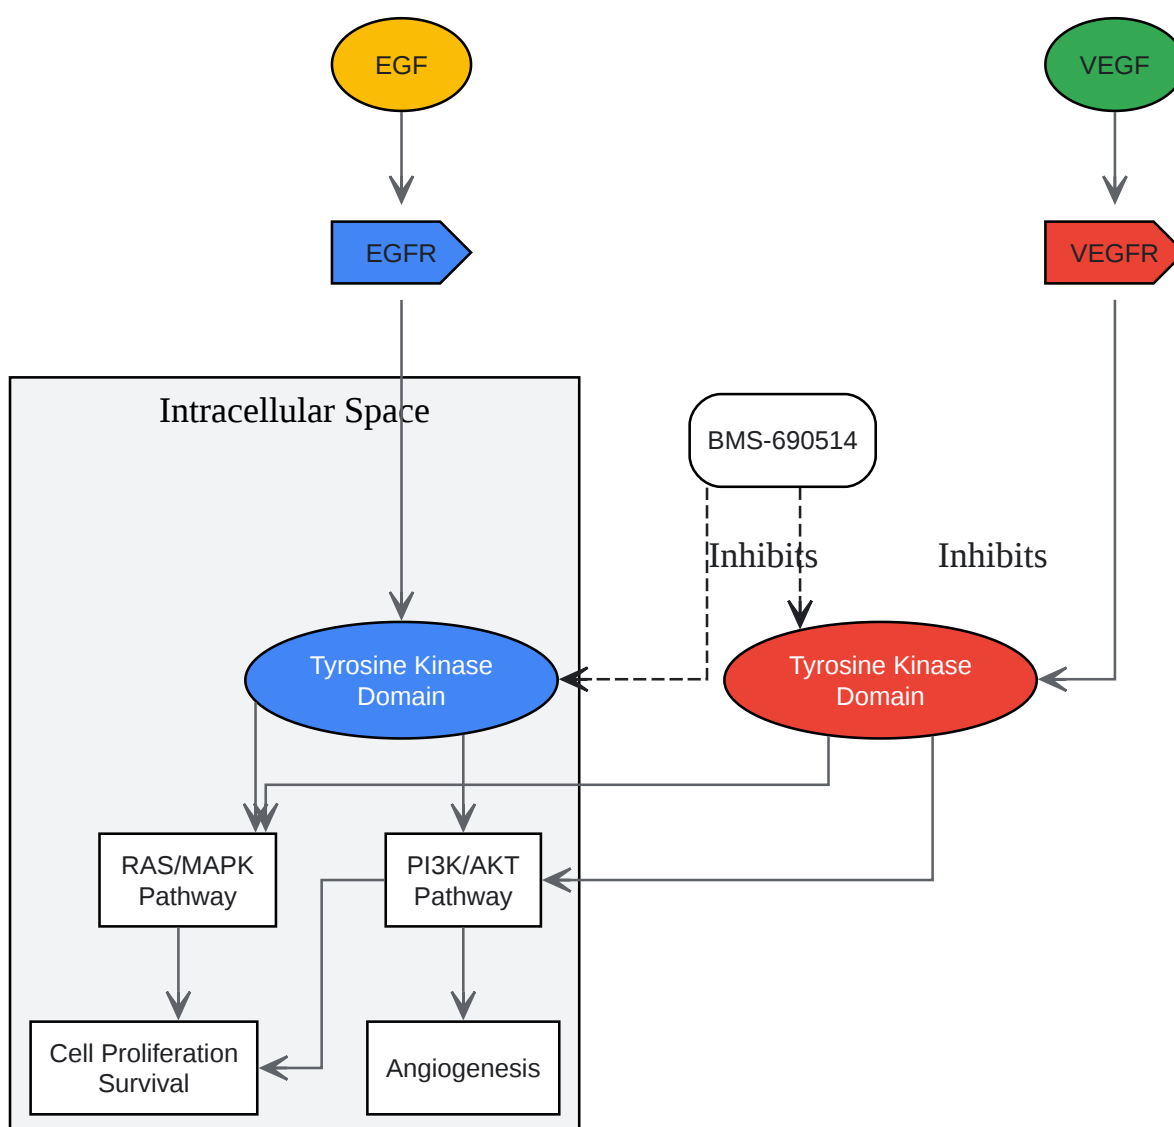 EGF
VEGF
EGFR
VEGFR
Intracellular Space
BMS-690514
Inhibits
Inhibits
Tyrosine Kinase
Domain
Tyrosine Kinase
Domain
RAS/MAPK
Pathway
PI3K/AKT
Pathway
Cell Proliferation
Survival
Angiogenesis